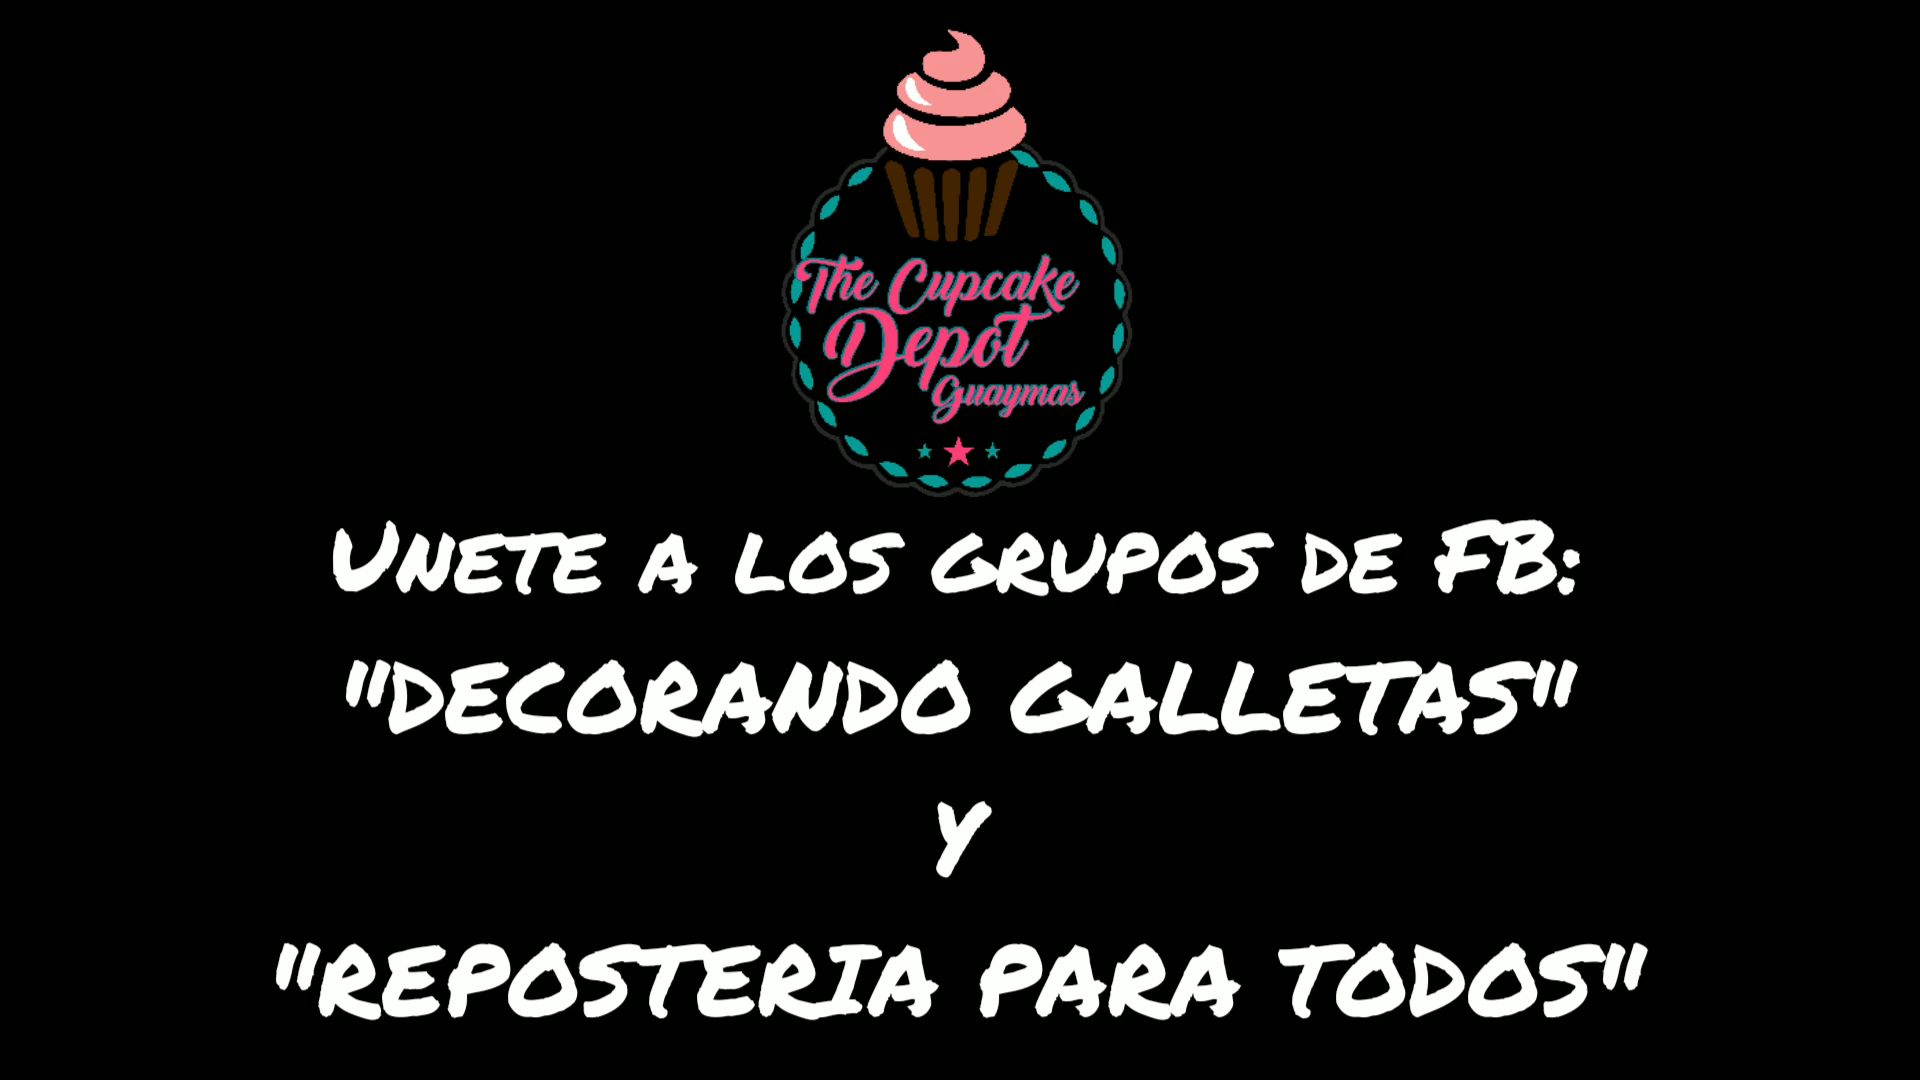 The Cupcake
Depot
Guaymas
Unete a los grupos de FB:
"DECORANDO GALLETAS"
y
"REPOSTERIA PARA TODOS"